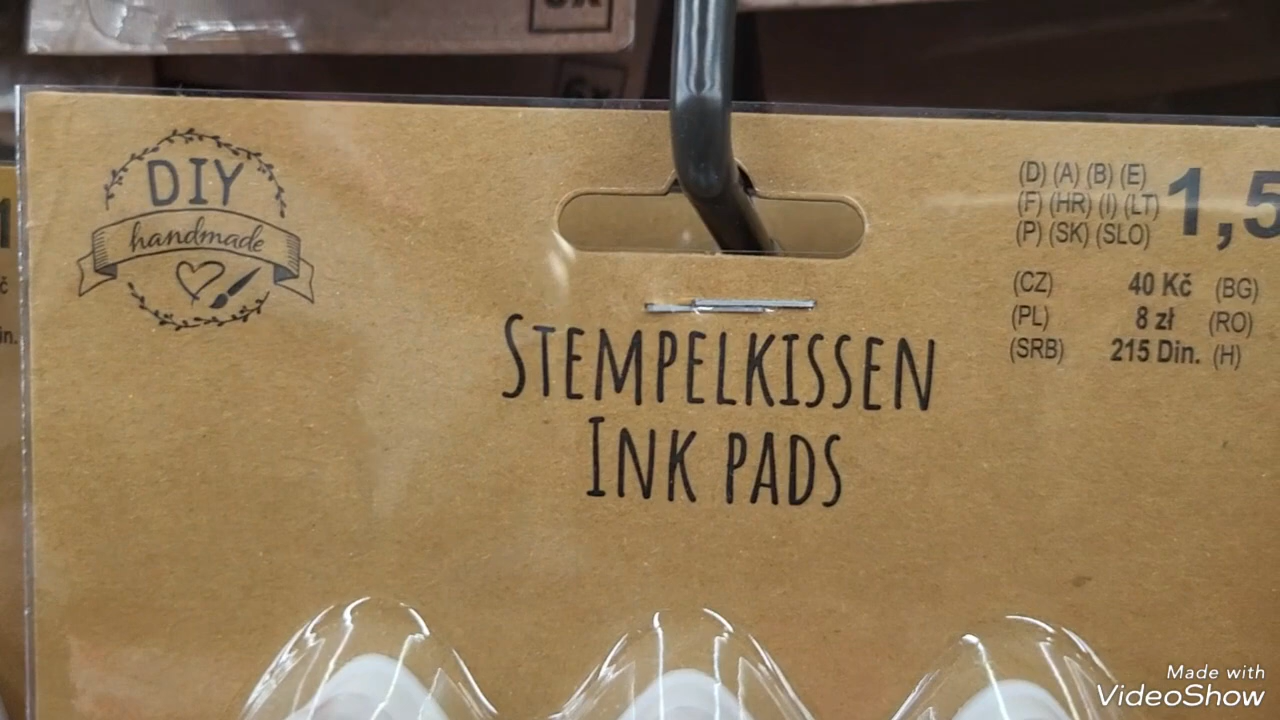 DIY
handmade
STEMPELKISSEN
INK PADS
(D) (A) (B) (E)
(F) (HR) (I) (LT)
(P) (SK) (SLO)
1,5
(CZ) 40 Kč (BG)
(PL) 8 zł (RO)
(SRB) 215 Din. (H)
Made with
VideoShow